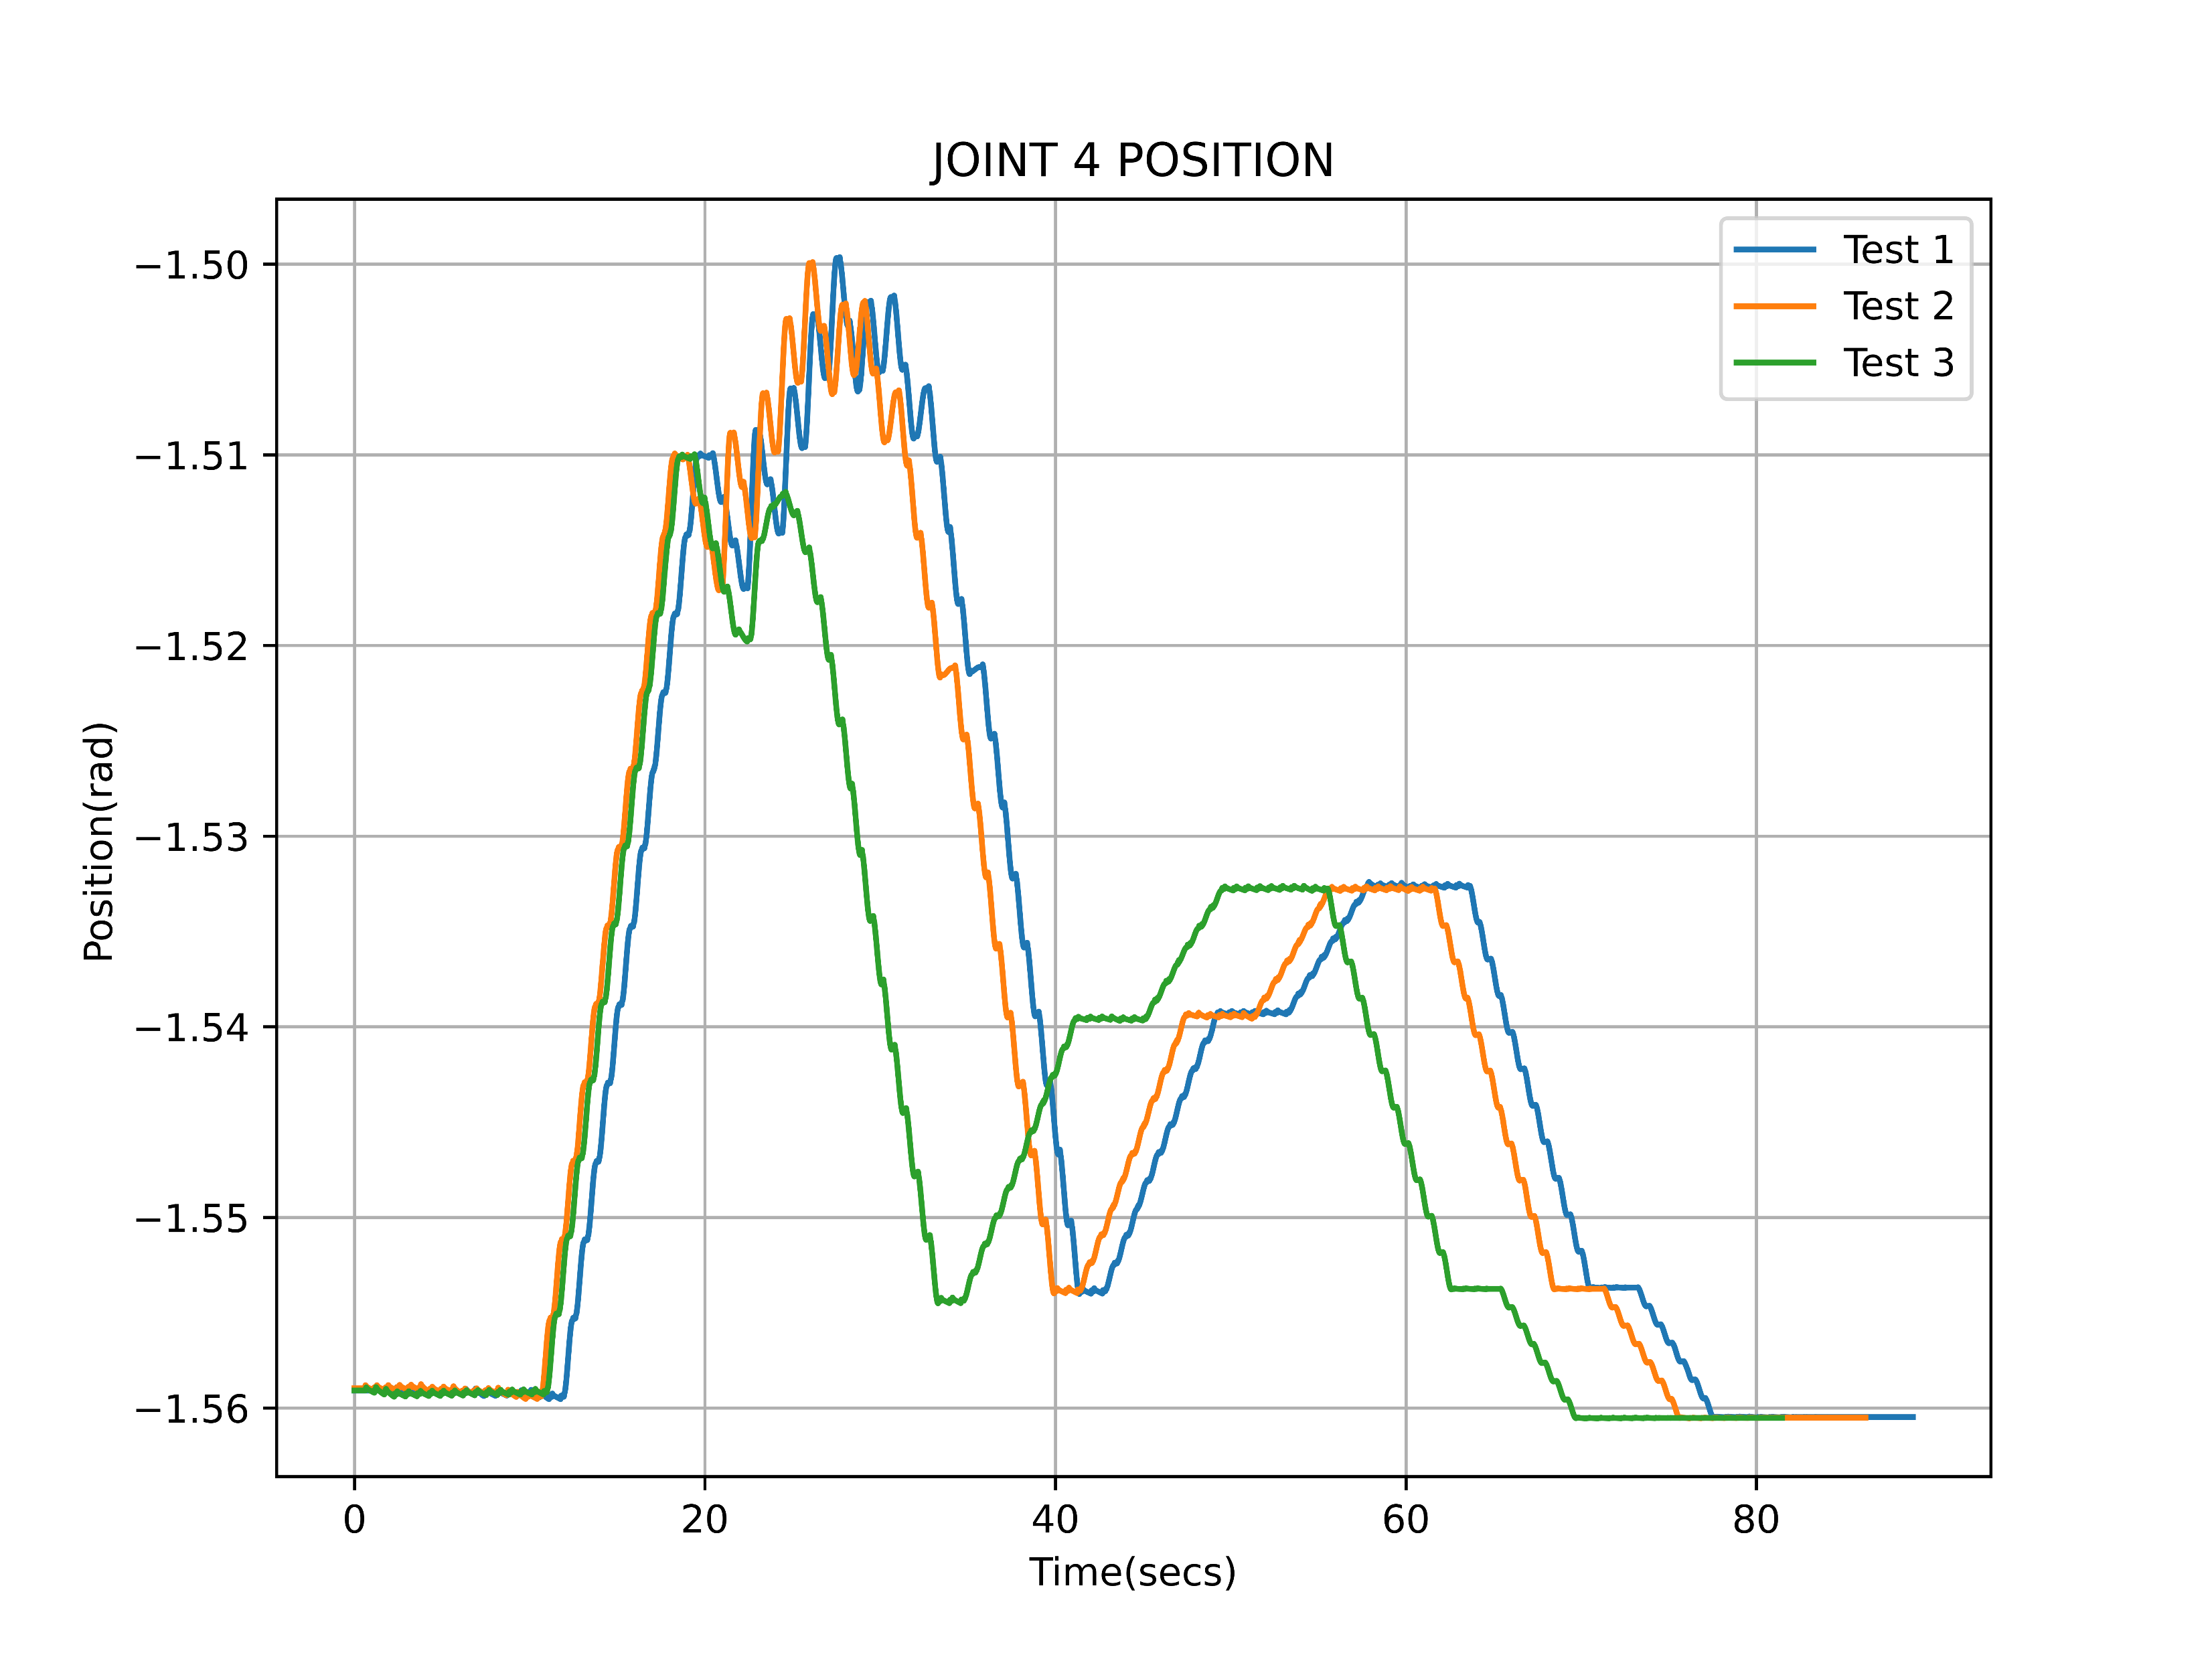 JOINT 4 POSITION
Test 1
Test 2
Test 3
Position(rad)
−1.50
−1.51
−1.52
−1.53
−1.54
−1.55
−1.56
0 20 40 60 80
Time(secs)